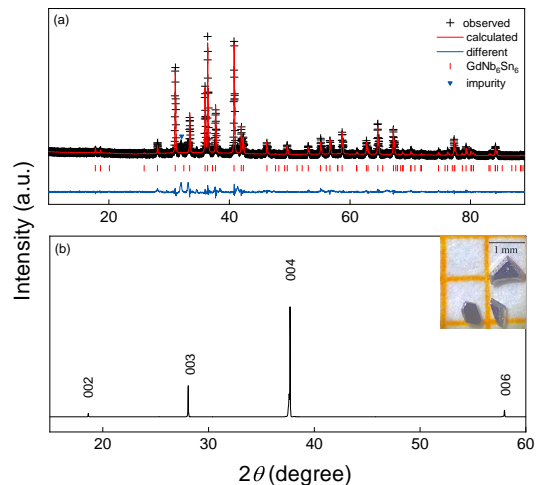 (a)
observed
calculated
different
GdNb₆Sn₆
impurity
20
40
60
80
Intensity (a.u.)
(b)
002
003
004
006
1 mm
20
30
40
50
60
2θ (degree)